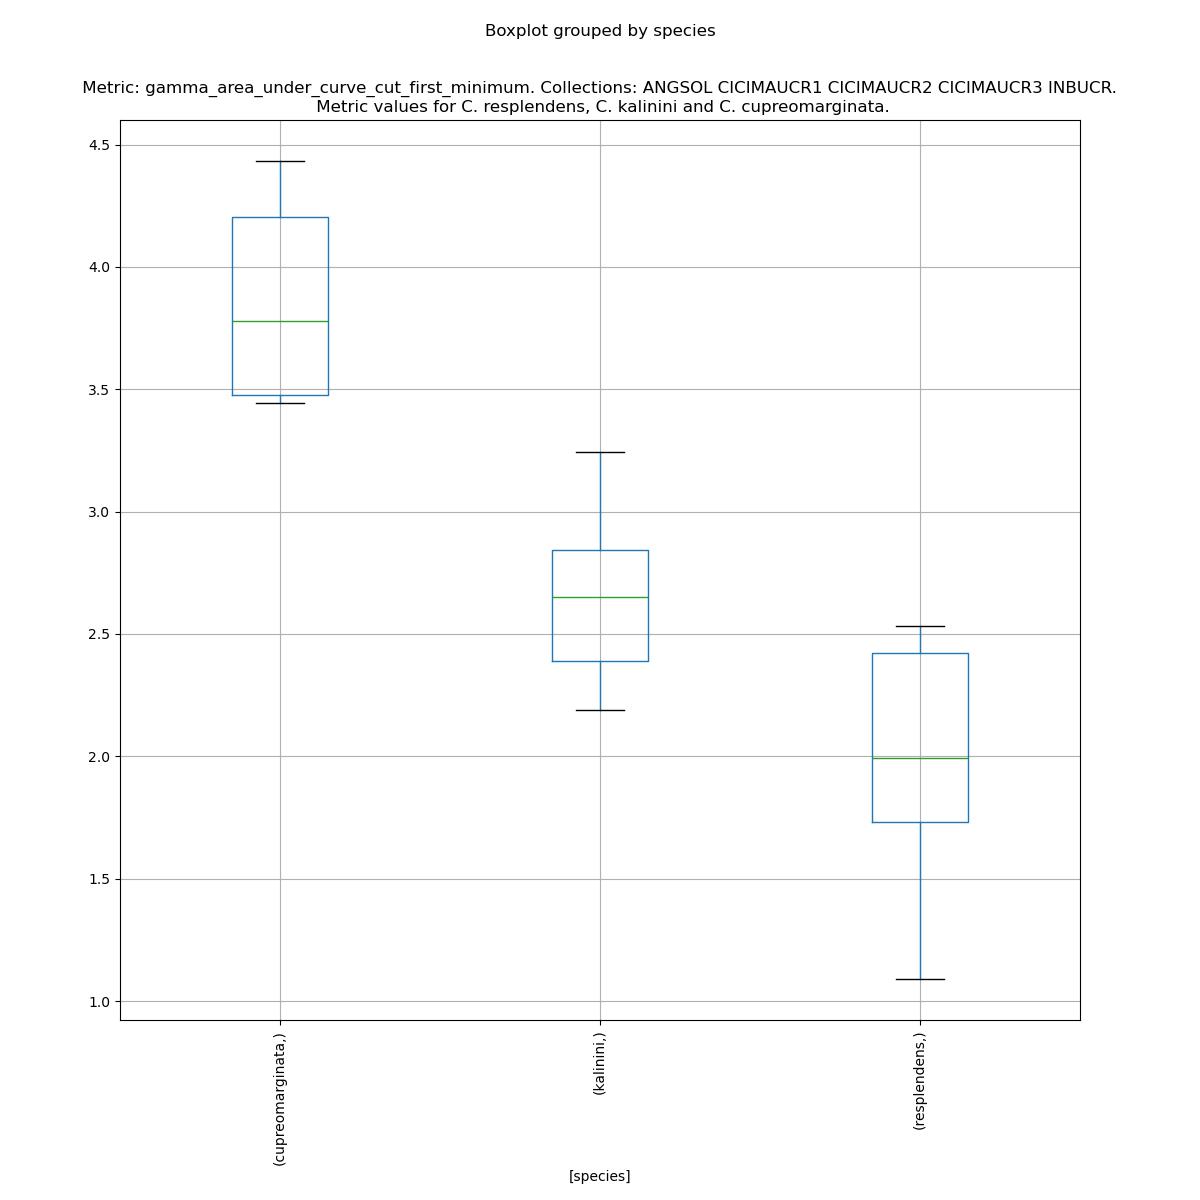 Boxplot grouped by species
Metric: gamma_area_under_curve_cut_first_minimum. Collections: ANGSOL CICIMAUCR1 CICIMAUCR2 CICIMAUCR3 INBUCR.
Metric values for C. resplendens, C. kalinini and C. cupreomarginata.
4.5
4.0
3.5
3.0
2.5
2.0
1.5
1.0
(cupreomarginata,)
(kalinini,)
(resplendens,)
[species]